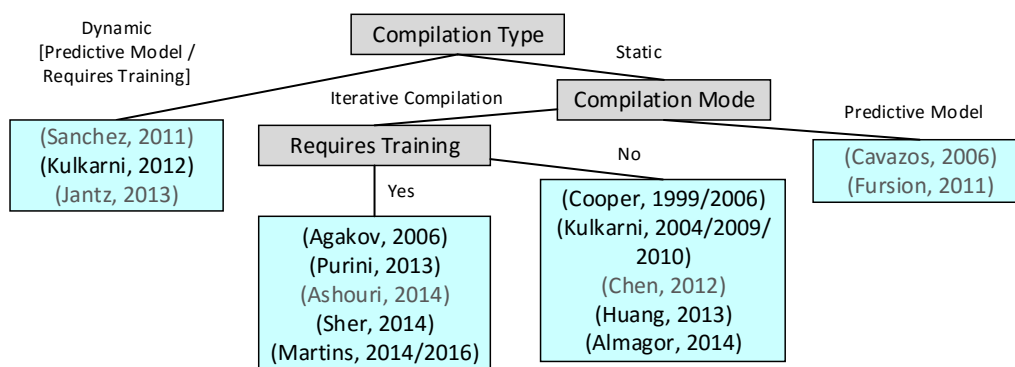 Dynamic
[Predictive Model /
Requires Training]
Compilation Type
Static
Iterative Compilation
Compilation Mode
Predictive Model
(Sanchez, 2011)
(Kulkarni, 2012)
(Jantz, 2013)
Requires Training
No
(Cavazos, 2006)
(Fursion, 2011)
Yes
(Agakov, 2006)
(Purini, 2013)
(Ashouri, 2014)
(Sher, 2014)
(Martins, 2014/2016)
(Cooper, 1999/2006)
(Kulkarni, 2004/2009/
2010)
(Chen, 2012)
(Huang, 2013)
(Almagor, 2014)